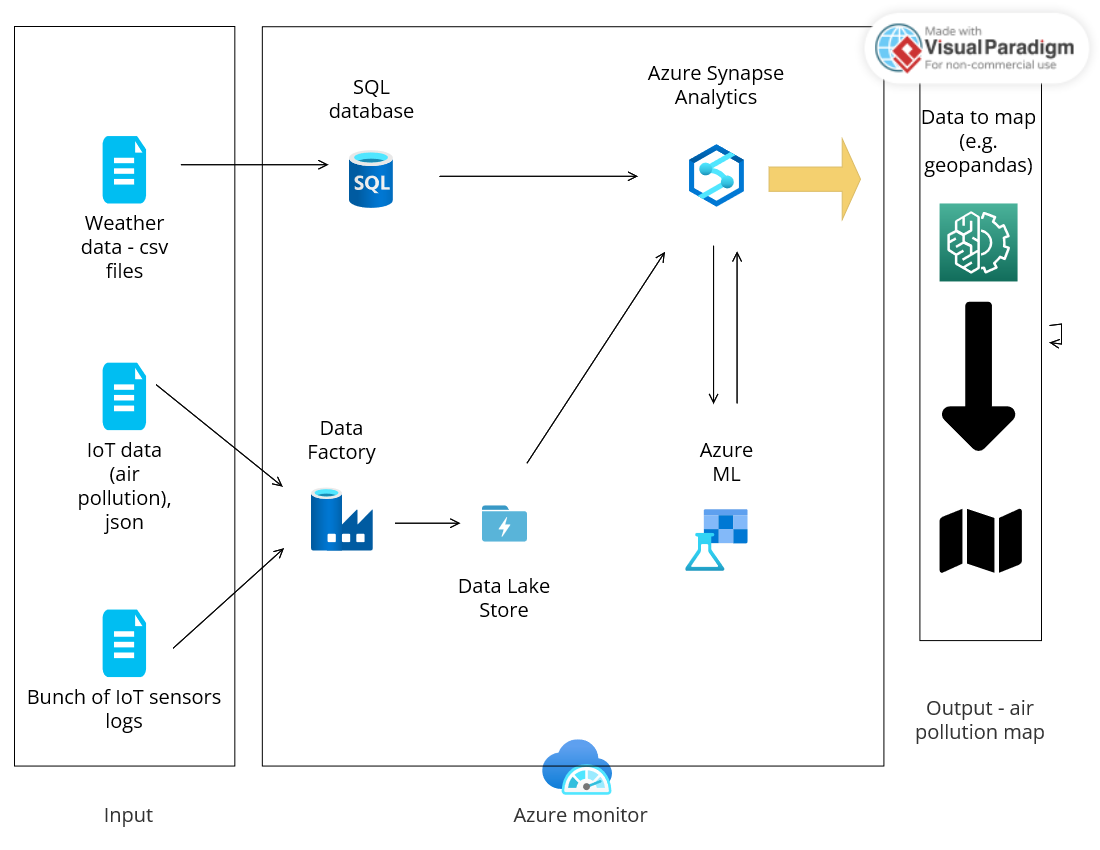 Made with
Visual Paradigm
For non-commercial use
SQL
database
Azure Synapse
Analytics
Data to map
(e.g.
geopandas)
SQL
Weather
data - csv
files
Data
Factory
IoT data
(air
pollution),
json
Azure
ML
Data Lake
Store
Bunch of IoT sensors
logs
Output - air
pollution map
Input
Azure monitor